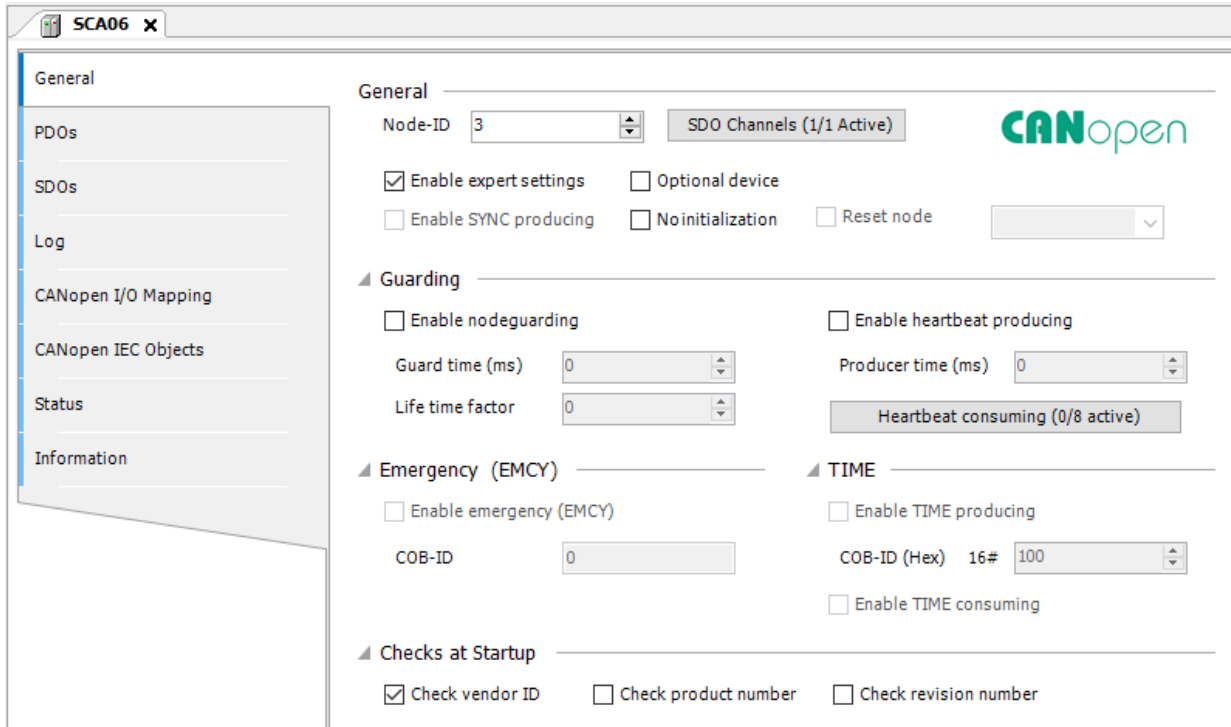 SCA06
General
PDOs
SDOs
Log
CANopen I/O Mapping
CANopen IEC Objects
Status
Information
General
Node-ID 3 SDO Channels (1/1 Active) CANopen
Enable expert settings Optional device
Enable SYNC producing No initialization Reset node
Guarding
Enable nodeguarding Enable heartbeat producing
Guard time (ms) 0 Producer time (ms) 0
Life time factor 0 Heartbeat consuming (0/8 active)
Emergency (EMCY) TIME
Enable emergency (EMCY) Enable TIME producing
COB-ID 0 COB-ID (Hex) 16# 100
Enable TIME consuming
Checks at Startup
Check vendor ID Check product number Check revision number